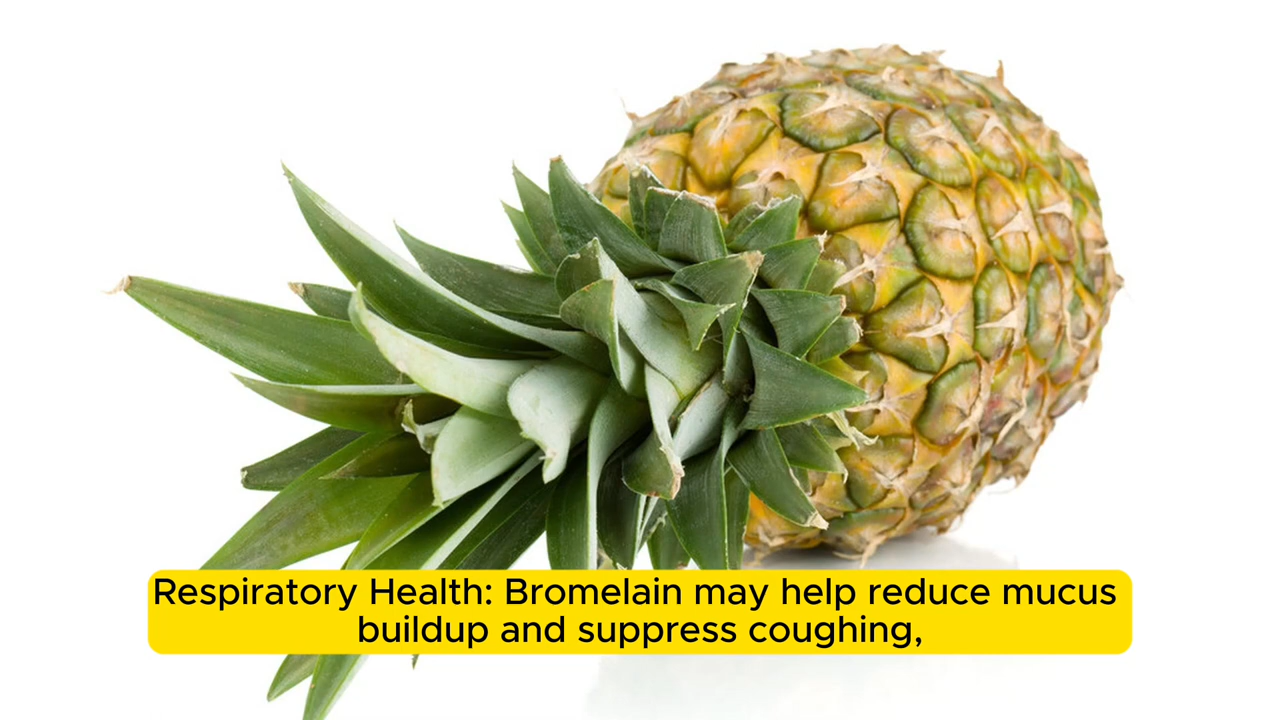 Respiratory Health: Bromelain may help reduce mucus
buildup and suppress coughing,